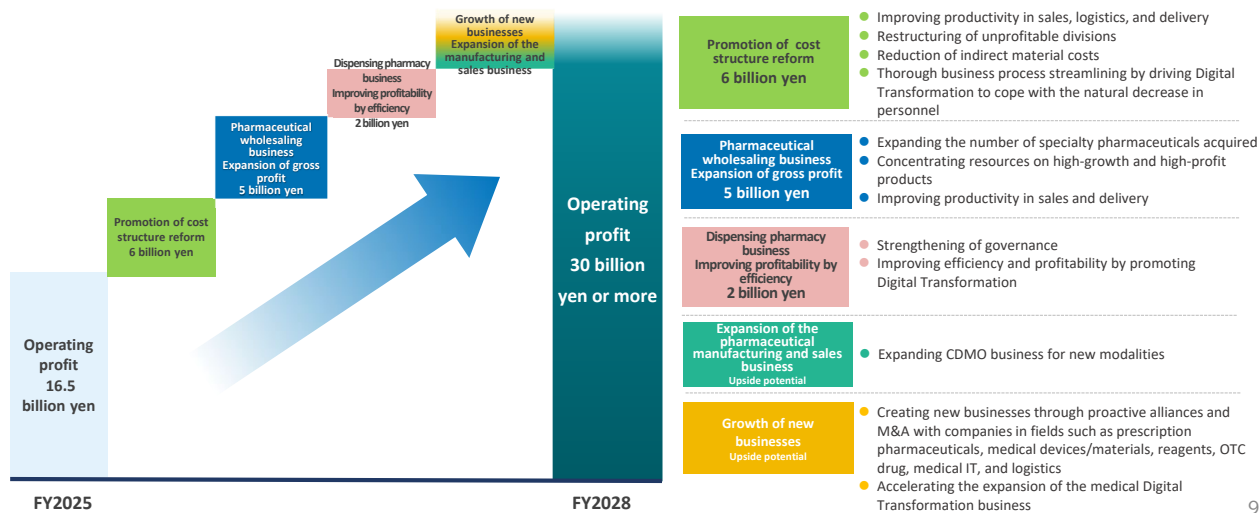 Growth of new
businesses
Expansion of the
manufacturing and
sales business
Dispensing pharmacy
business
Improving profitability
by efficiency
2 billion yen
Pharmaceutical
wholesaling
business
Expansion of gross
profit
5 billion yen
Promotion of cost
structure reform
6 billion yen
Operating
profit
16.5
billion yen
Operating
profit
30 billion
yen or more
FY2025
FY2028
Promotion of cost
structure reform
6 billion yen
Improving productivity in sales, logistics, and delivery
Restructuring of unprofitable divisions
Reduction of indirect material costs
Thorough business process streamlining by driving Digital
Transformation to cope with the natural decrease in
personnel
Pharmaceutical
wholesaling business
Expansion of gross profit
5 billion yen
Expanding the number of specialty pharmaceuticals acquired
Concentrating resources on high-growth and high-profit
products
Improving productivity in sales and delivery
Dispensing pharmacy
business
Improving profitability by
efficiency
2 billion yen
Strengthening of governance
Improving efficiency and profitability by promoting
Digital Transformation
Expansion of the
pharmaceutical
manufacturing and sales
business
Upside potential
Expanding CDMO business for new modalities
Growth of new
businesses
Upside potential
Creating new businesses through proactive alliances and
M&A with companies in fields such as prescription
pharmaceuticals, medical devices/materials, reagents, OTC
drug, medical IT, and logistics
Accelerating the expansion of the medical Digital
Transformation business
9